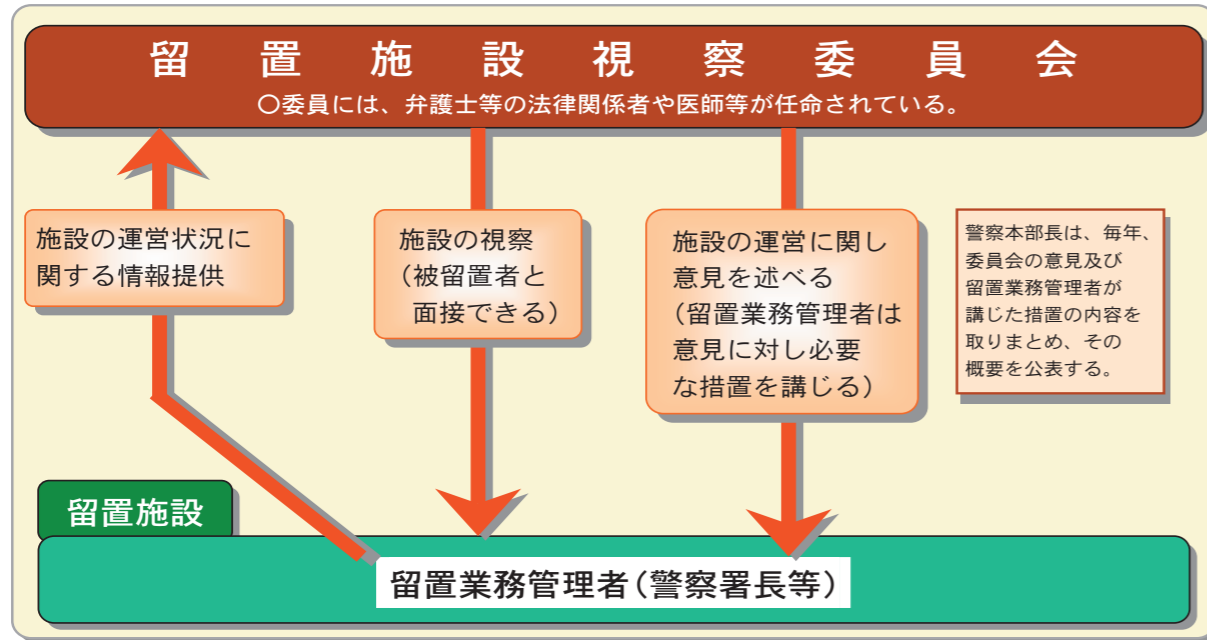 留置施設視察委員会
○委員には、弁護士等の法律関係者や医師等が任命されている。
施設の運営状況に
関する情報提供
施設の視察
(被留置者と
面接できる)
施設の運営に関し
意見を述べる
(留置業務管理者は
意見に対し必要
な措置を講じる)
警察本部長は、毎年、
委員会の意見及び
留置業務管理者が
講じた措置の内容を
取りまとめ、その
概要を公表する。
留置施設
留置業務管理者(警察署長等)